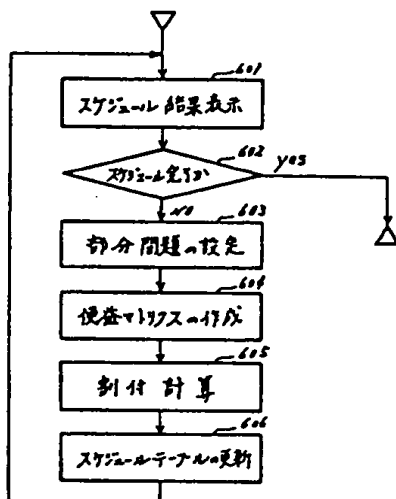 601
スケジュール結果表示
602
スケジュール完了か
yes
NO
603
部分問題の設定
604
便益マトリクスの作成
605
割付計算
606
スケジュールテーブルの更新